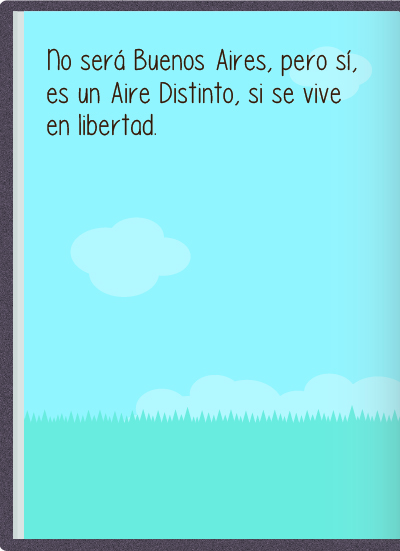 No será Buenos Aires, pero sí,
es un Aire Distinto, si se vive
en libertad.